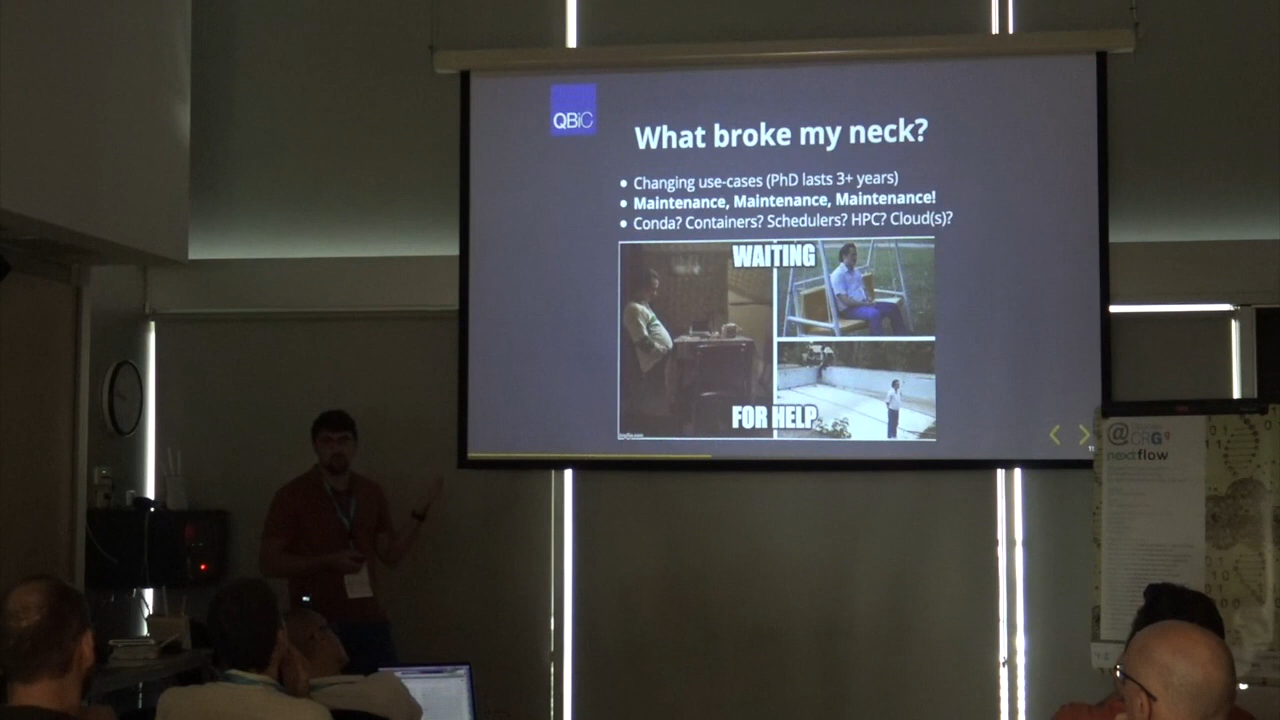 QBiC
What broke my neck?
Changing use-cases (PhD lasts 3+ years)
Maintenance, Maintenance, Maintenance!
Conda? Containers? Schedulers? HPC? Cloud(s)?
WAITING
FOR HELP
CRG
nextflow